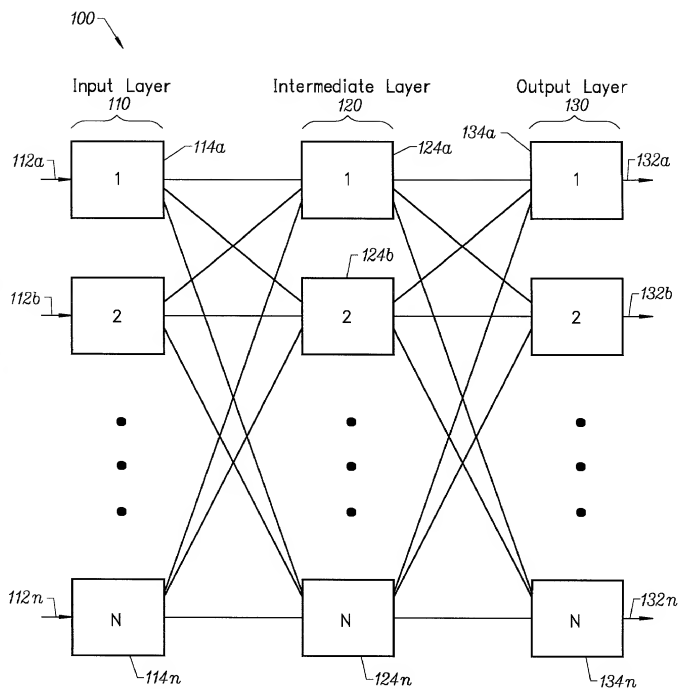 100
Input Layer Intermediate Layer Output Layer
110 120 130
114a 124a 134a
112a 132a
1 1 1
124b
112b 132b
2 2 2
112n 132n
N N N
114n 124n 134n